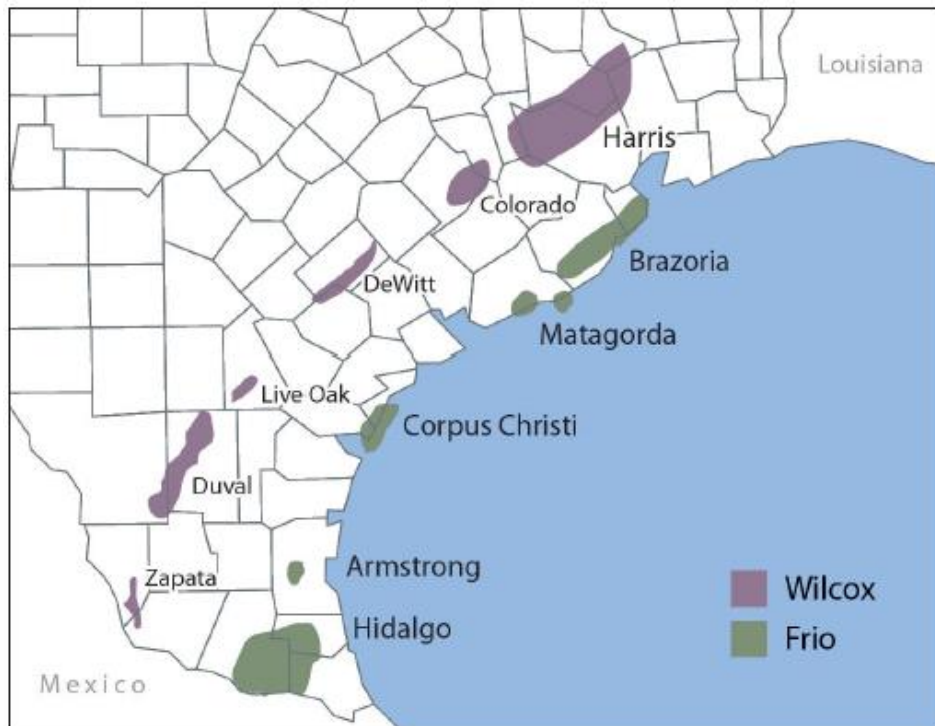 Louisiana
Harris
Colorado
Brazoria
DeWitt
Matagorda
Live Oak
Corpus Christi
Duval
Armstrong
Zapata
Hidalgo
Mexico
Wilcox
Frio